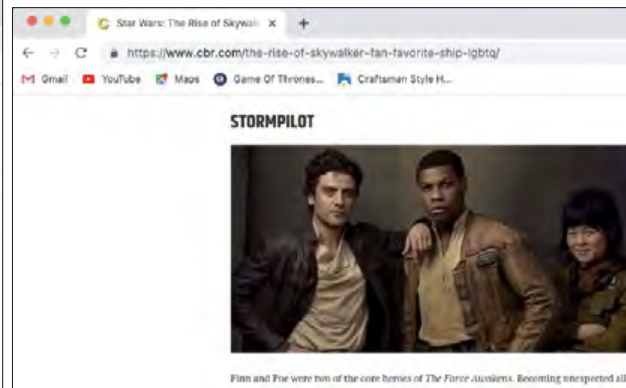 Star Wars: The Rise of Skywal
https://www.cbr.com/the-rise-of-skywalker-fan-favorite-ship-lgbtq/
Gmail YouTube Maps Game Of Thrones... Craftsman Style H...
STORMPILOT
Finn and Poe were two of the core heroes of The Force Awakens. Becoming unexpected all